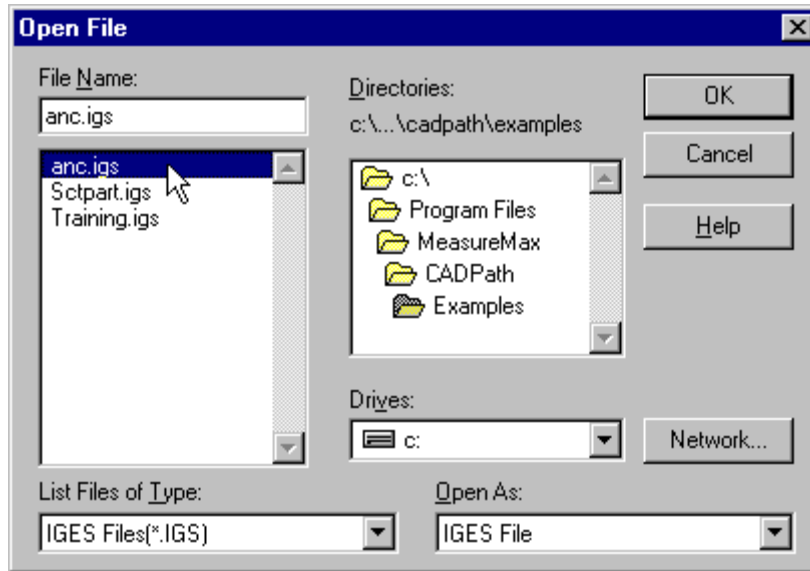 Open File
File Name:
anc.igs
anc.igs
Sctpart.igs
Training.igs
List Files of Type:
IGES Files(*.IGS)
Directories:
c:\...\cadpath\examples
c:\
Program Files
MeasureMax
CADPath
Examples
Drives:
c:
Open As:
IGES File
OK
Cancel
Help
Network...